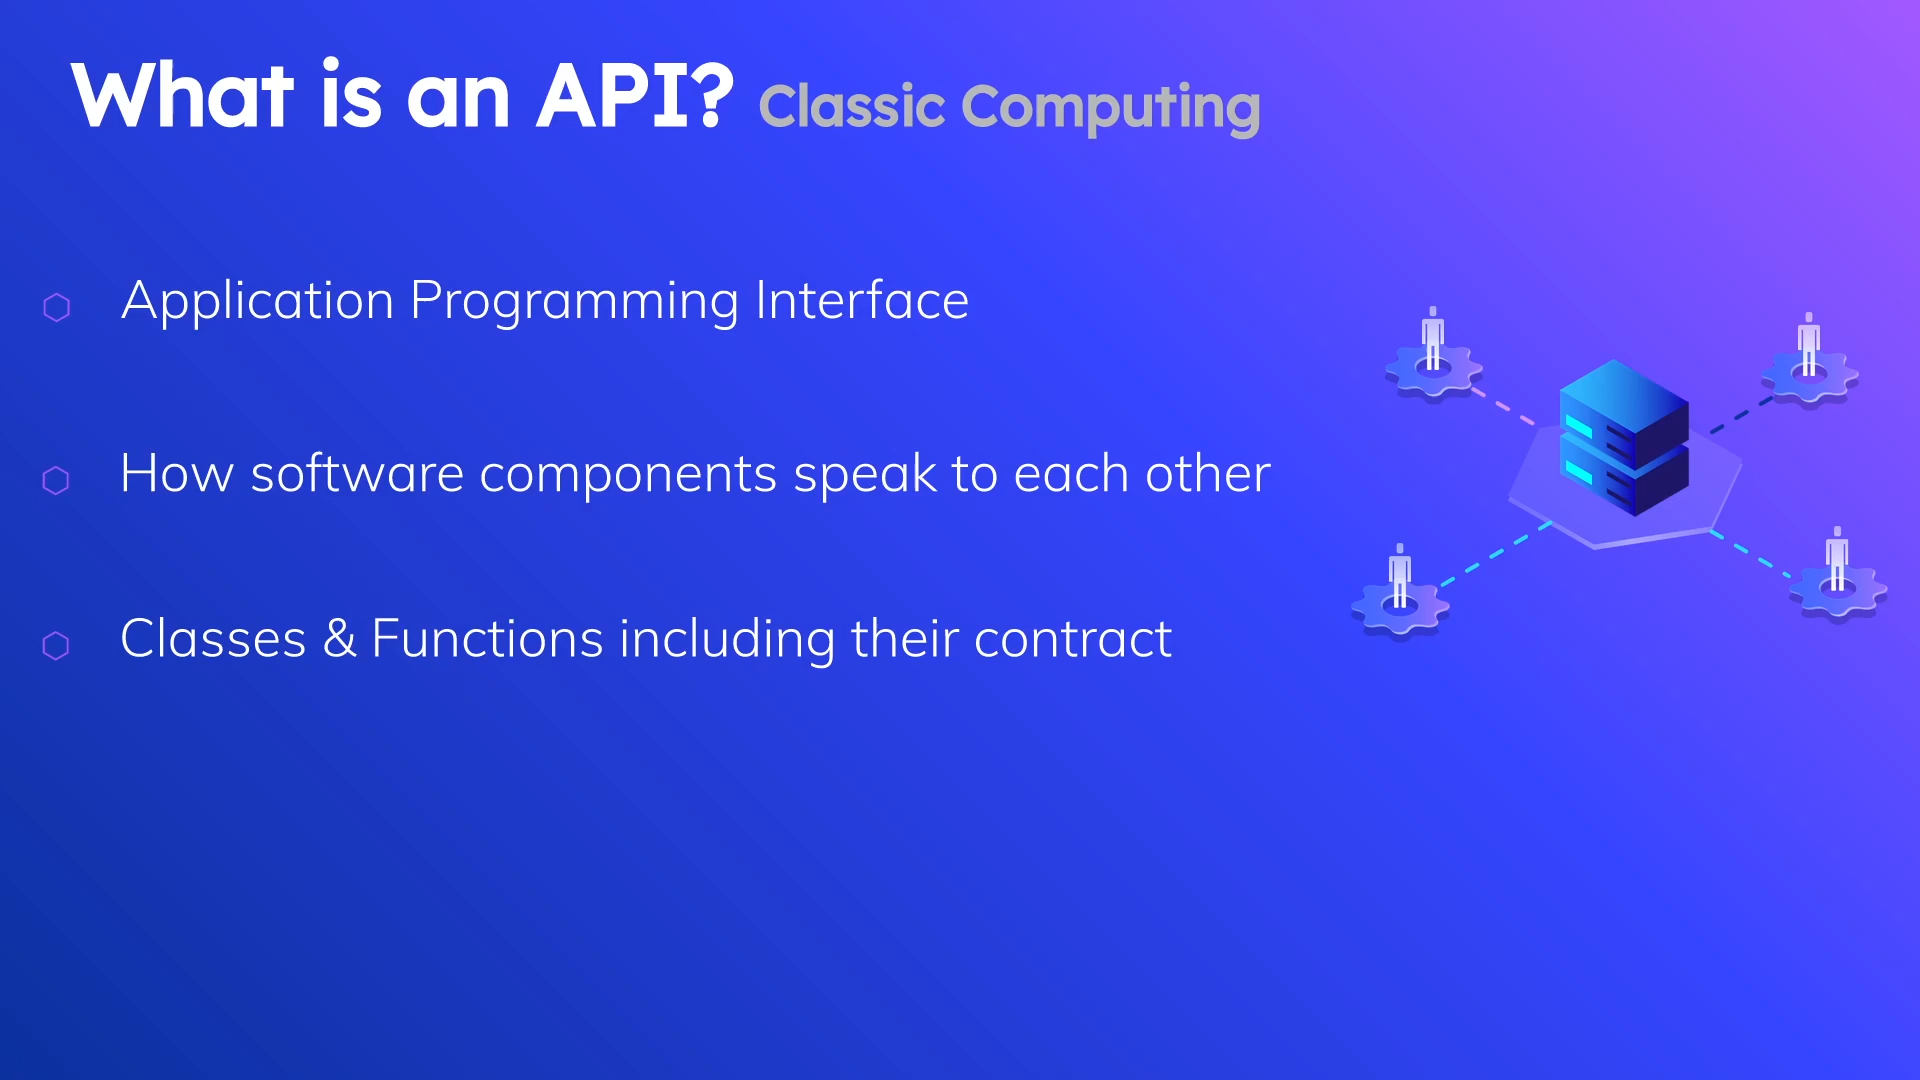 What is an API? Classic Computing
Application Programming Interface
How software components speak to each other
Classes & Functions including their contract